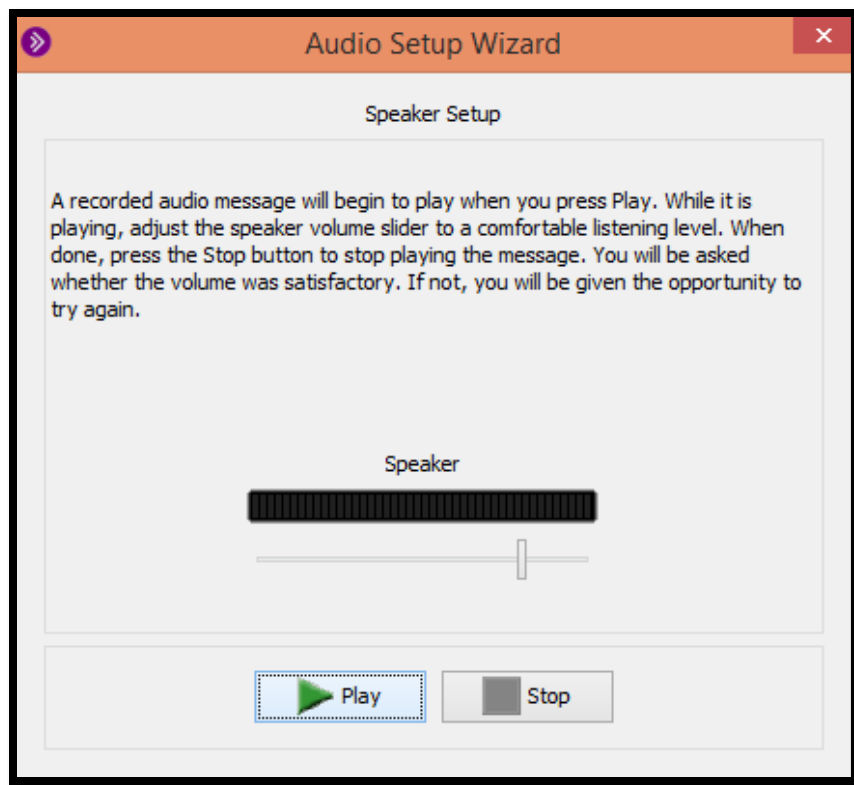 Audio Setup Wizard
Speaker Setup
A recorded audio message will begin to play when you press Play. While it is
playing, adjust the speaker volume slider to a comfortable listening level. When
done, press the Stop button to stop playing the message. You will be asked
whether the volume was satisfactory. If not, you will be given the opportunity to
try again.
Speaker
Play
Stop